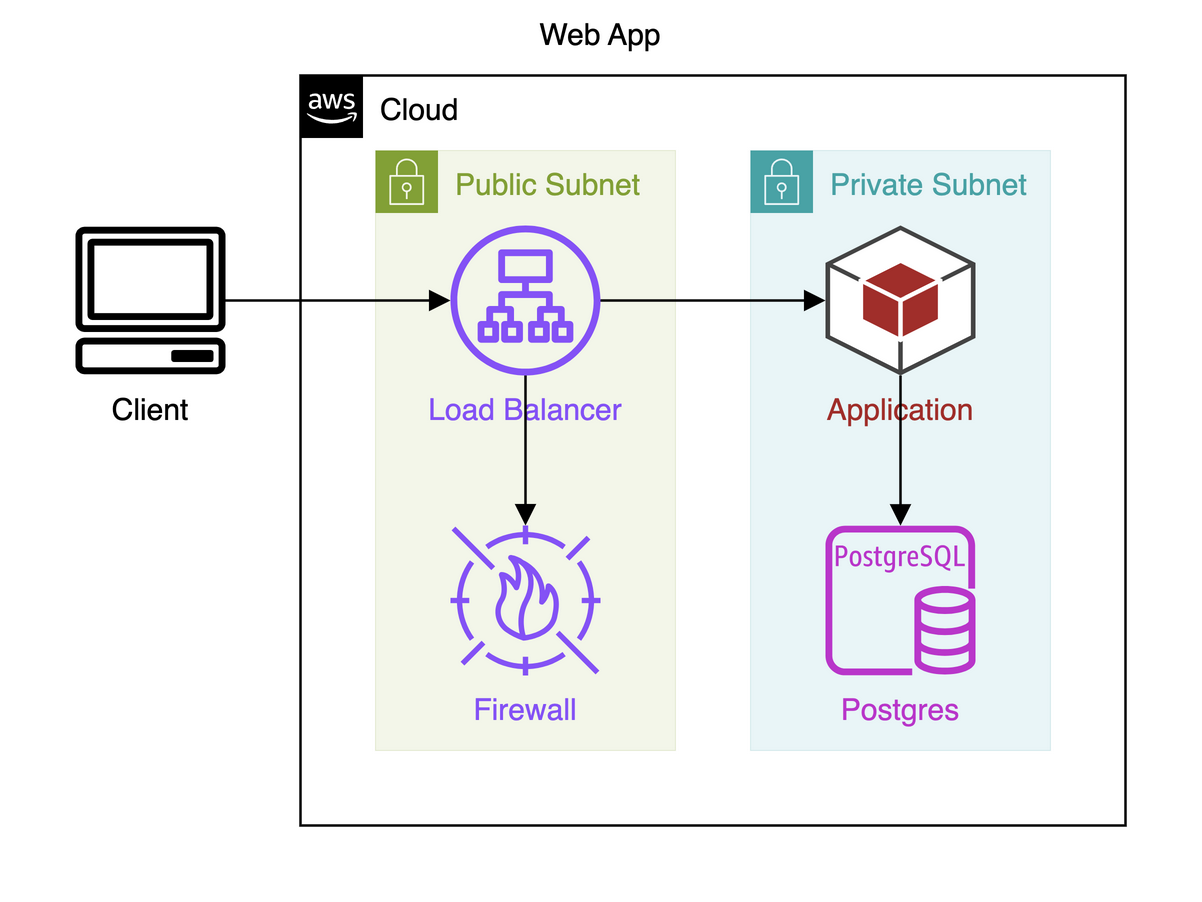 Web App
aws
Cloud
Public Subnet
Private Subnet
Client
Load Balancer
Application
PostgreSQL
Firewall
Postgres